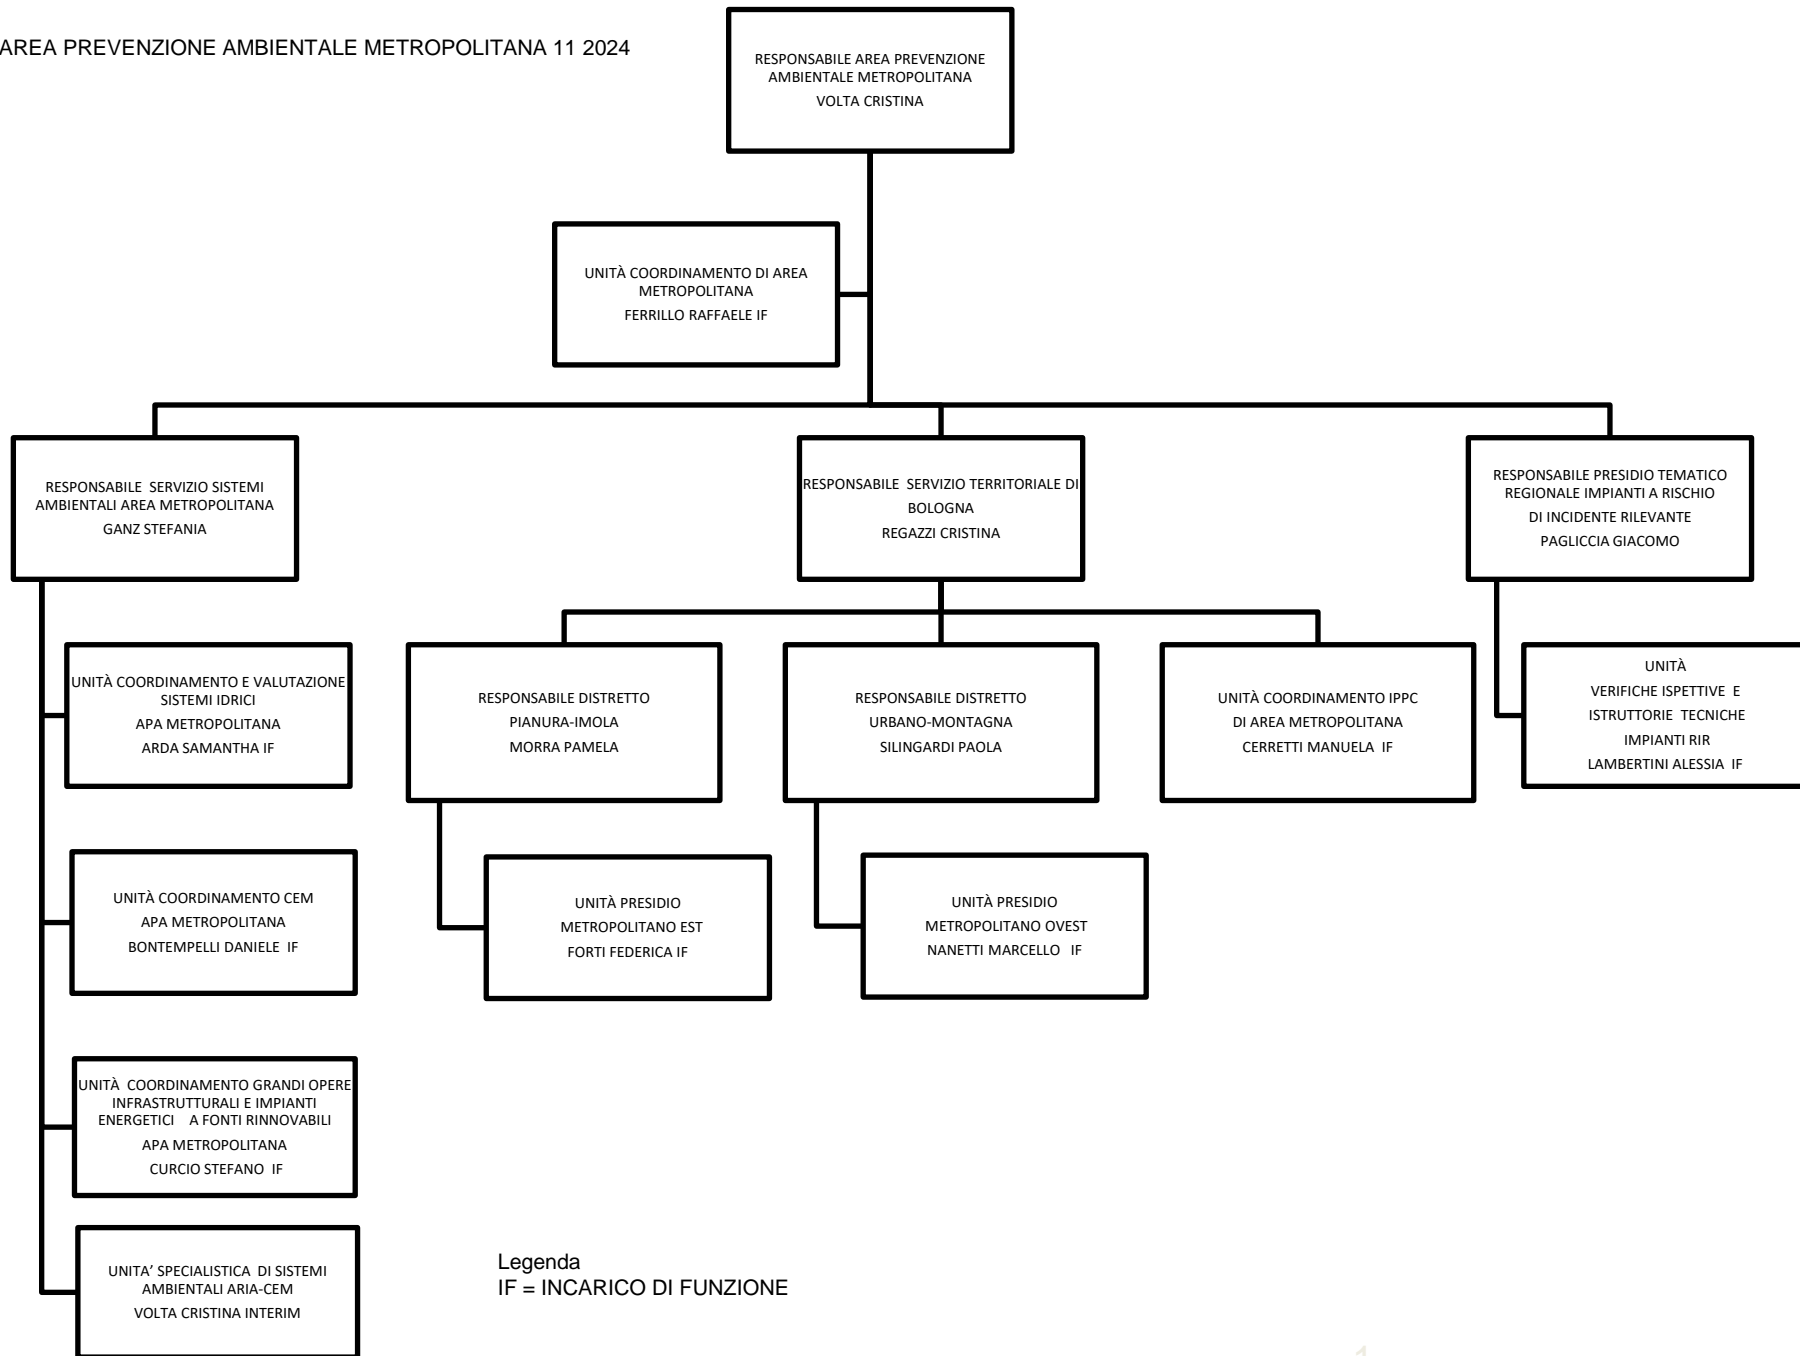 AREA PREVENZIONE AMBIENTALE METROPOLITANA 11 2024
RESPONSABILE AREA PREVENZIONE
AMBIENTALE METROPOLITANA
VOLTA CRISTINA
UNITÀ COORDINAMENTO DI AREA
METROPOLITANA
FERRILLO RAFFAELE IF
RESPONSABILE SERVIZIO SISTEMI
AMBIENTALI AREA METROPOLITANA
GANZ STEFANIA
RESPONSABILE SERVIZIO TERRITORIALE DI
BOLOGNA
REGAZZI CRISTINA
RESPONSABILE PRESIDIO TEMATICO
REGIONALE IMPIANTI A RISCHIO
DI INCIDENTE RILEVANTE
PAGLICCIA GIACOMO
UNITÀ COORDINAMENTO E VALUTAZIONE
SISTEMI IDRICI
APA METROPOLITANA
ARDA SAMANTHA IF
RESPONSABILE DISTRETTO
PIANURA-IMOLA
MORRA PAMELA
RESPONSABILE DISTRETTO
URBANO-MONTAGNA
SILINGARDI PAOLA
UNITÀ COORDINAMENTO IPPC
DI AREA METROPOLITANA
CERRETTI MANUELA IF
UNITÀ
VERIFICHE ISPETTIVE E
ISTRUTTORIE TECNICHE
IMPIANTI RIR
LAMBERTINI ALESSIA IF
UNITÀ COORDINAMENTO CEM
APA METROPOLITANA
BONTEMPELLI DANIELE IF
UNITÀ PRESIDIO
METROPOLITANO EST
FORTI FEDERICA IF
UNITÀ PRESIDIO
METROPOLITANO OVEST
NANETTI MARCELLO IF
UNITÀ COORDINAMENTO GRANDI OPERE
INFRASTRUTTURALI E IMPIANTI
ENERGETICI A FONTI RINNOVABILI
APA METROPOLITANA
CURCIO STEFANO IF
UNITA' SPECIALISTICA DI SISTEMI
AMBIENTALI ARIA-CEM
VOLTA CRISTINA INTERIM
Legenda
IF = INCARICO DI FUNZIONE